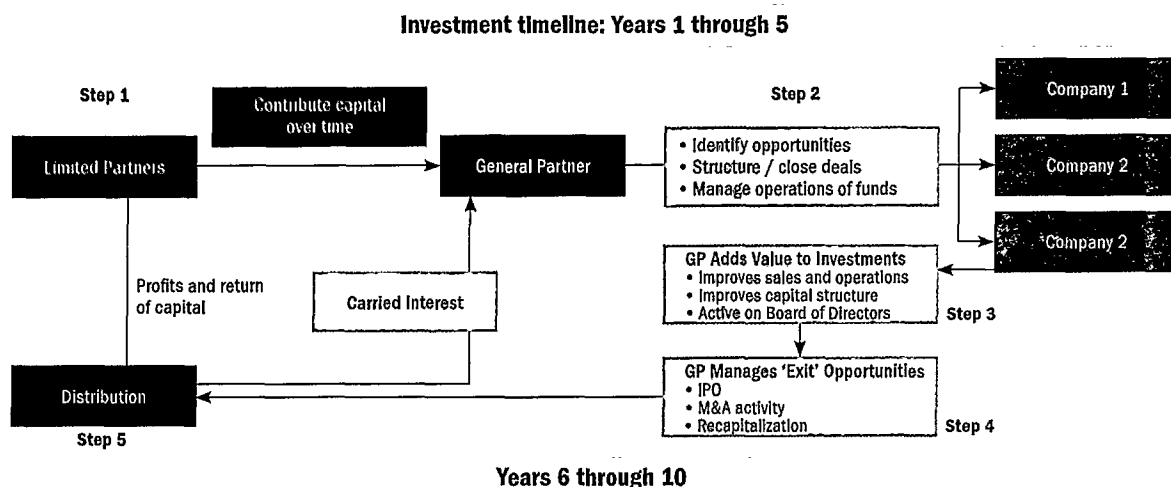 Investment timeline: Years 1 through 5
Step 1
Contribute capital
over time
Limited Partners
General Partner
Step 2
• Identify opportunities
• Structure / close deals
• Manage operations of funds
Company 1
Company 2
Company 2
GP Adds Value to Investments
• Improves sales and operations
• Improves capital structure
• Active on Board of Directors
Step 3
Profits and return
of capital
Carried Interest
GP Manages 'Exit' Opportunities
• IPO
• M&A activity
• Recapitalization
Step 4
Distribution
Step 5
Years 6 through 10